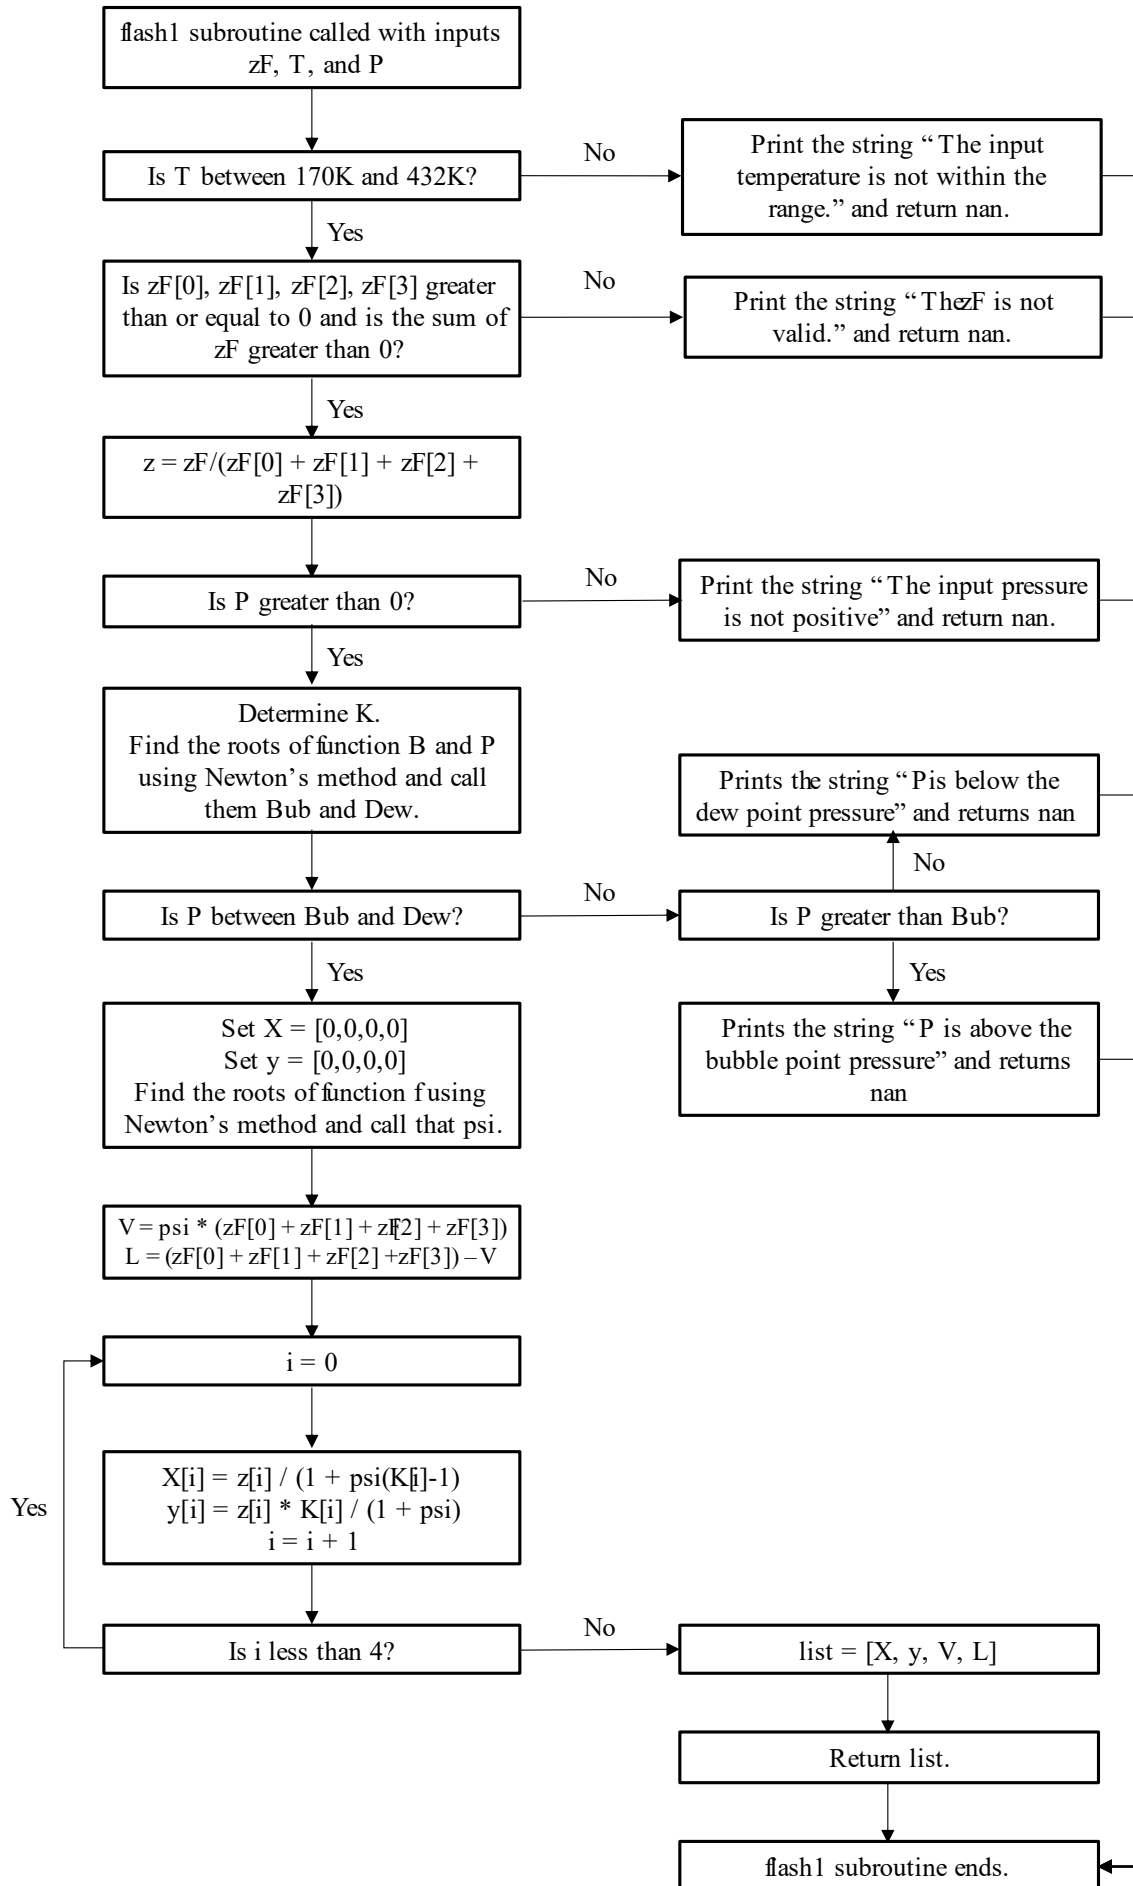 flash1 subroutine called with inputs
zF, T, and P
Is T between 170K and 432K?
No
Print the string “The input
temperature is not within the
range.” and return nan.
Yes
Is zF[0], zF[1], zF[2], zF[3] greater
than or equal to 0 and is the sum of
zF greater than 0?
No
Print the string “The zF is not
valid.” and return nan.
Yes
z = zF/(zF[0] + zF[1] + zF[2] +
zF[3])
Is P greater than 0?
No
Print the string “The input pressure
is not positive” and return nan.
Yes
Determine K.
Find the roots of function B and P
using Newton’s method and call
them Bub and Dew.
Prints the string “P is below the
dew point pressure” and returns nan
No
Is P between Bub and Dew?
No
Is P greater than Bub?
Yes
Yes
Set X = [0,0,0,0]
Set y = [0,0,0,0]
Find the roots of function f using
Newton’s method and call that psi.
Prints the string “P is above the
bubble point pressure” and returns
nan
V = psi * (zF[0] + zF[1] + zF[2] + zF[3])
L = (zF[0] + zF[1] + zF[2] +zF[3]) – V
i = 0
X[i] = z[i] / (1 + psi(K[i]-1)
y[i] = z[i] * K[i] / (1 + psi)
i = i + 1
Yes
Is i less than 4?
No
list = [X, y, V, L]
Return list.
flash1 subroutine ends.